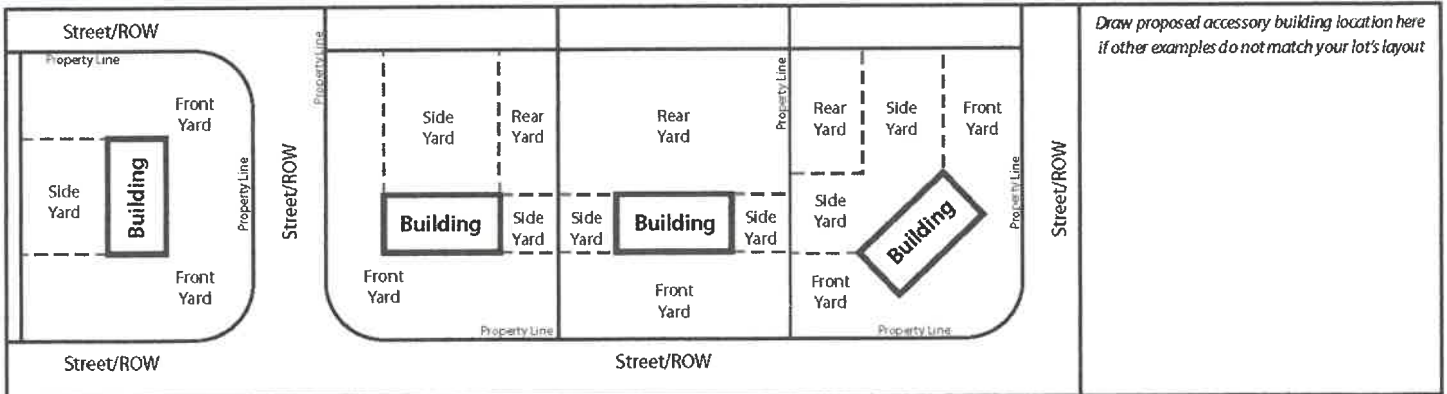 Street/ROW
Property Line
Front
Yard
Side
Yard
Building
Property Line
Front
Yard
Street/ROW
Street/ROW
Property Line
Side
Yard
Rear
Yard
Building
Side
Yard
Front
Yard
Property Line
Rear
Yard
Property Line
Side
Yard
Building
Side
Yard
Front
Yard
Rear
Yard
Side
Yard
Front
Yard
Side
Yard
Building
Property Line
Front
Yard
Property Line
Street/ROW
Street/ROW
Draw proposed accessory building location here
if other examples do not match your lot's layout